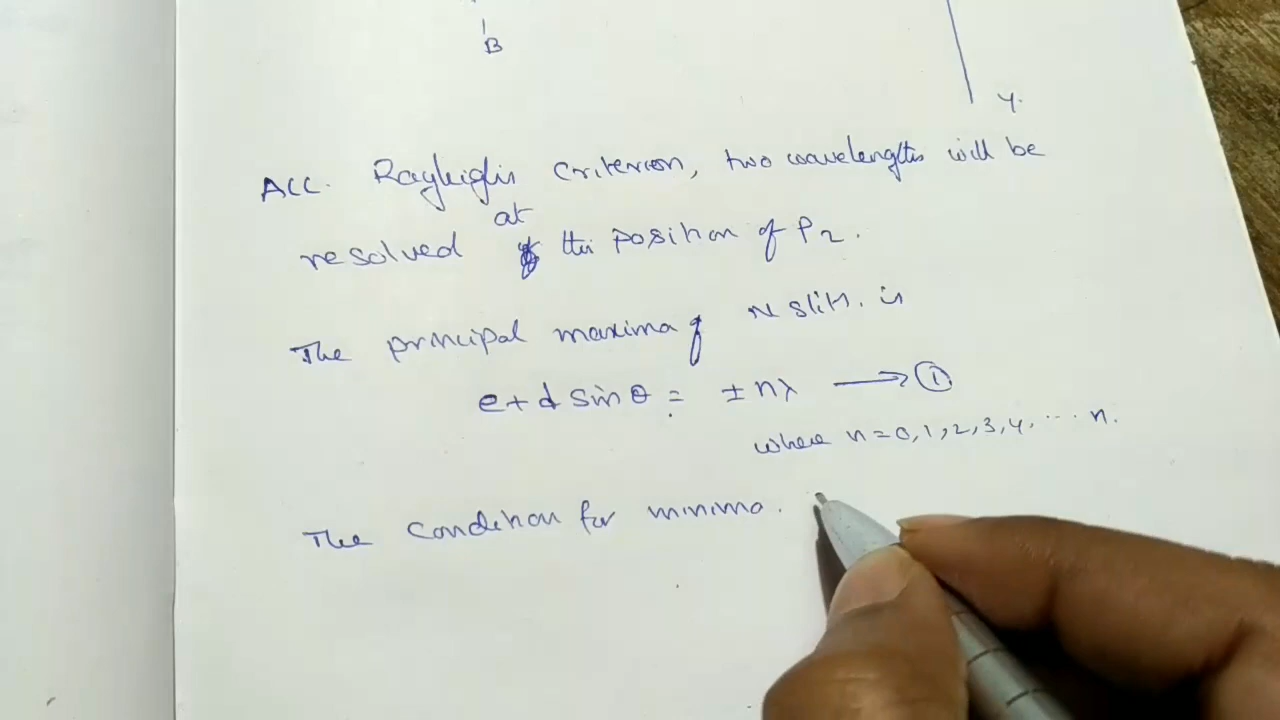 B
Y.
Acc. Rayleigh's criterion, two wavelengths will be
at
resolved the position of P2.
The principal maxima of N slits. is
e+d sinθ = ±nλ → ①
where n=0,1,2,3,4,... n.
The condition for minima.